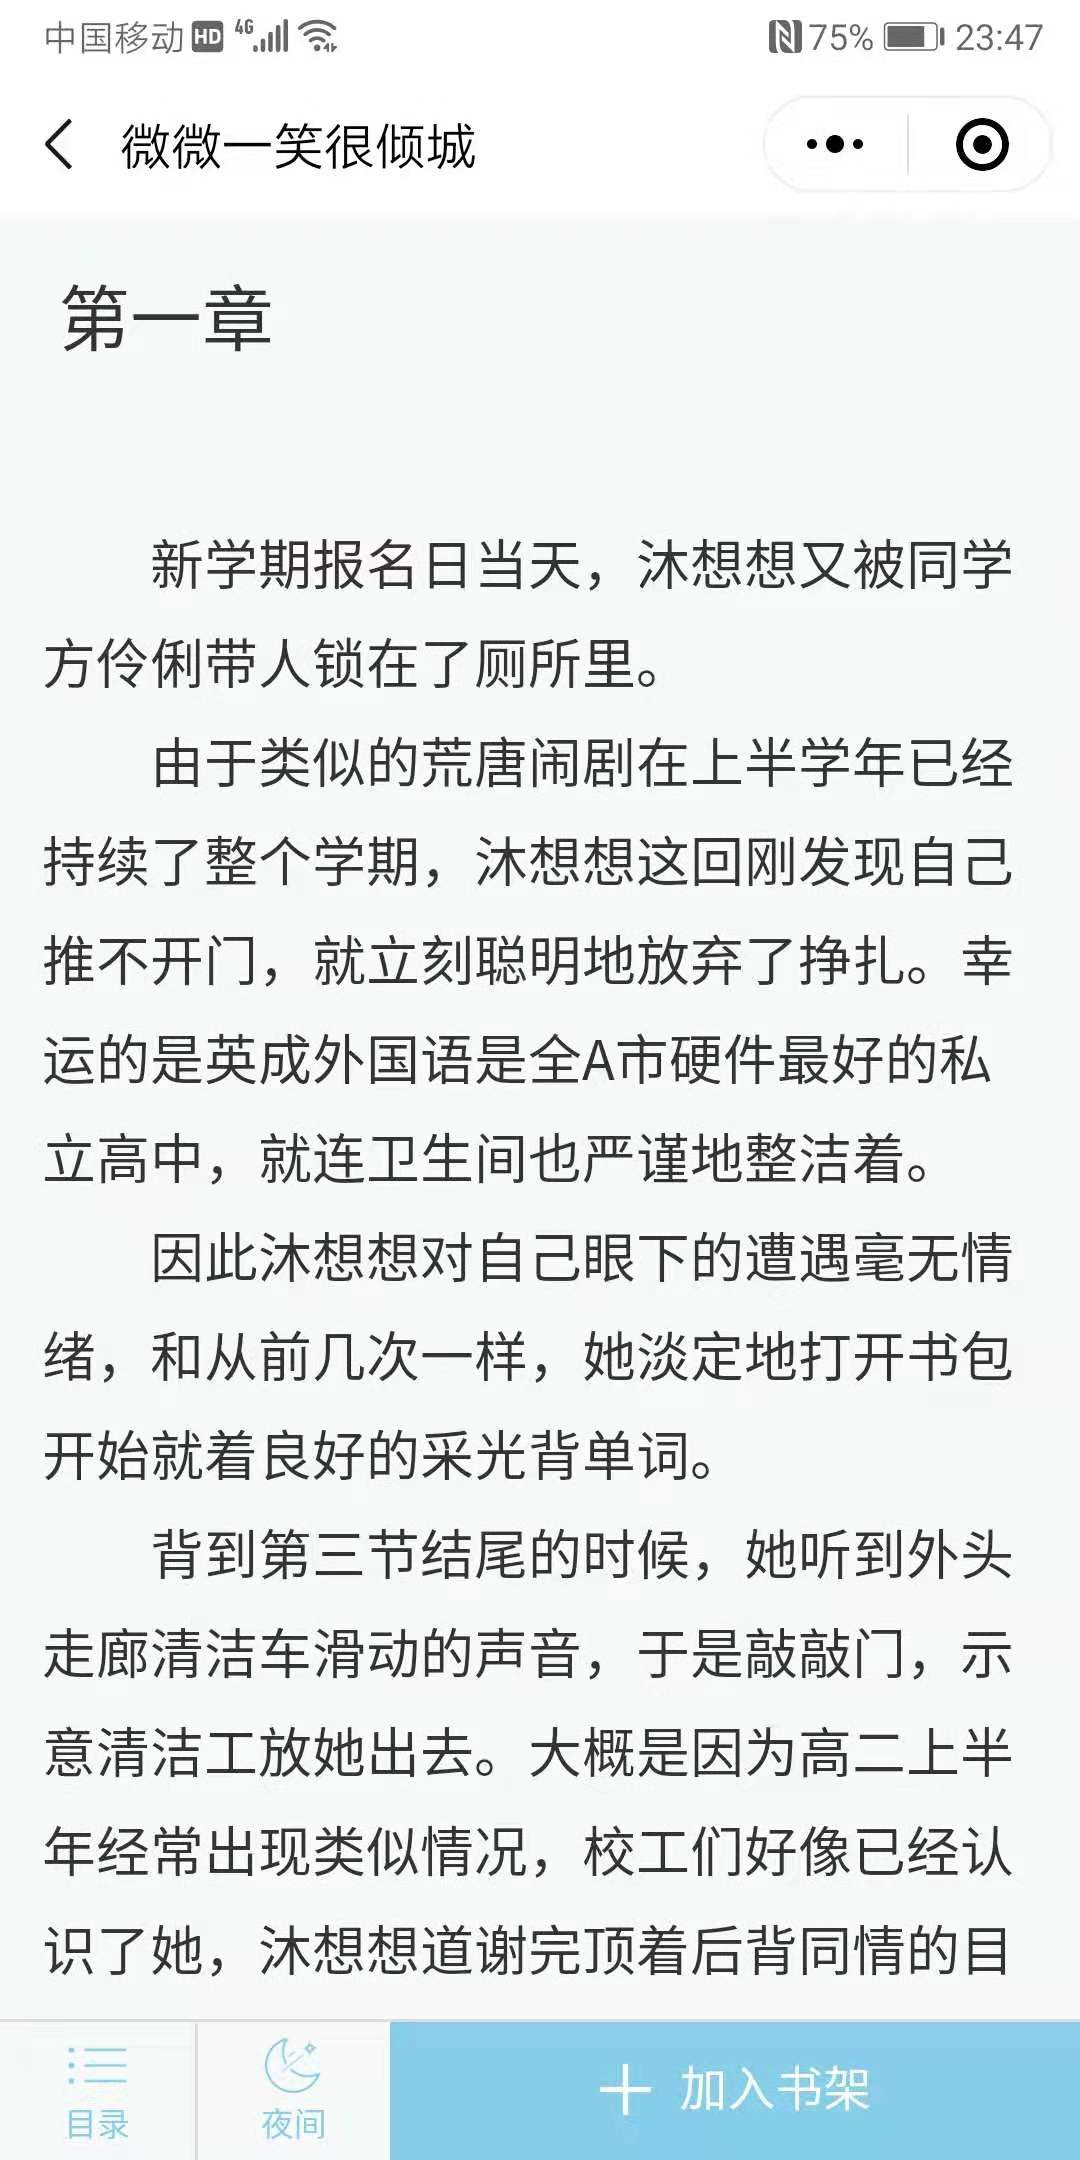 中国移动 HD 4G 75% 23:47
微微一笑很倾城
第一章
新学期报名日当天，沐想想又被同学
方伶俐带人锁在了厕所里。
由于类似的荒唐闹剧在上半学年已经
持续了整个学期，沐想想这回刚发现自己
推不开门，就立刻聪明地放弃了挣扎。幸
运的是英成外国语是全A市硬件最好的私
立高中，就连卫生间也严谨地整洁着。
因此沐想想对自己眼下的遭遇毫无情
绪，和从前几次一样，她淡定地打开书包
开始就着良好的采光背单词。
背到第三节结尾的时候，她听到外头
走廊清洁车滑动的声音，于是敲敲门，示
意清洁工放她出去。大概是因为高二上半
年经常出现类似情况，校工们好像已经认
识了她，沐想想道谢完顶着后背同情的目
目录 夜间 加入书架